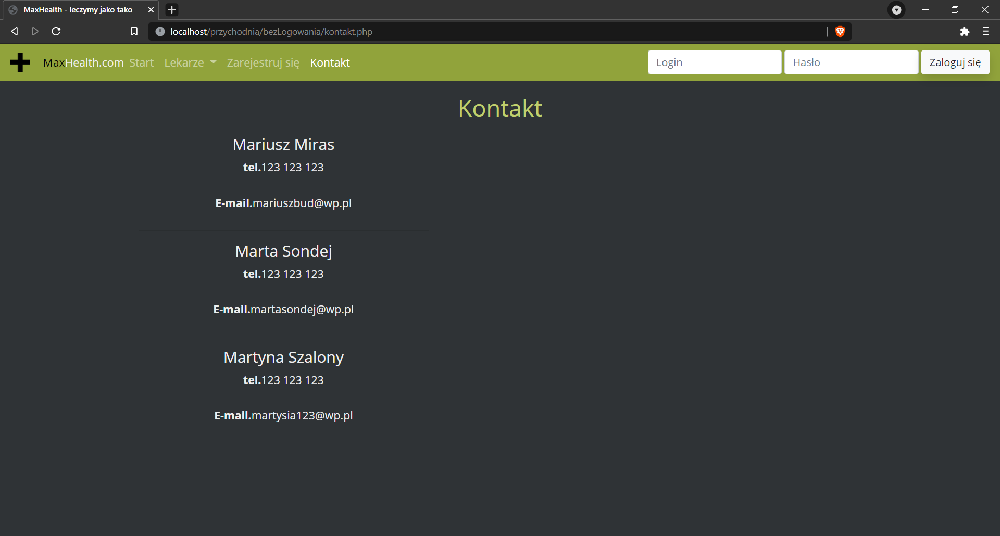 MaxHealth - leczymy jako tako
localhost/przychodnia/bezLogowania/kontakt.php
MaxHealth.com Start Lekarze Zarejestruj się Kontakt Login Hasło Zaloguj się
Kontakt
Mariusz Miras
tel.123 123 123
E-mail.mariuszbud@wp.pl
Marta Sondej
tel.123 123 123
E-mail.martasondej@wp.pl
Martyna Szalony
tel.123 123 123
E-mail.martysia123@wp.pl